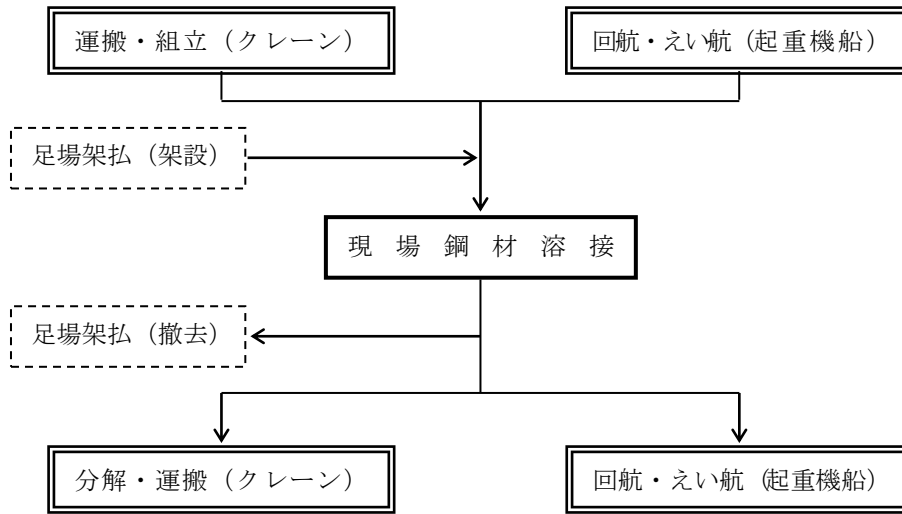 運搬・組立（クレーン）
回航・えい航（起重機船）
足場架払（架設）
現場鋼材溶接
足場架払（撤去）
分解・運搬（クレーン）
回航・えい航（起重機船）